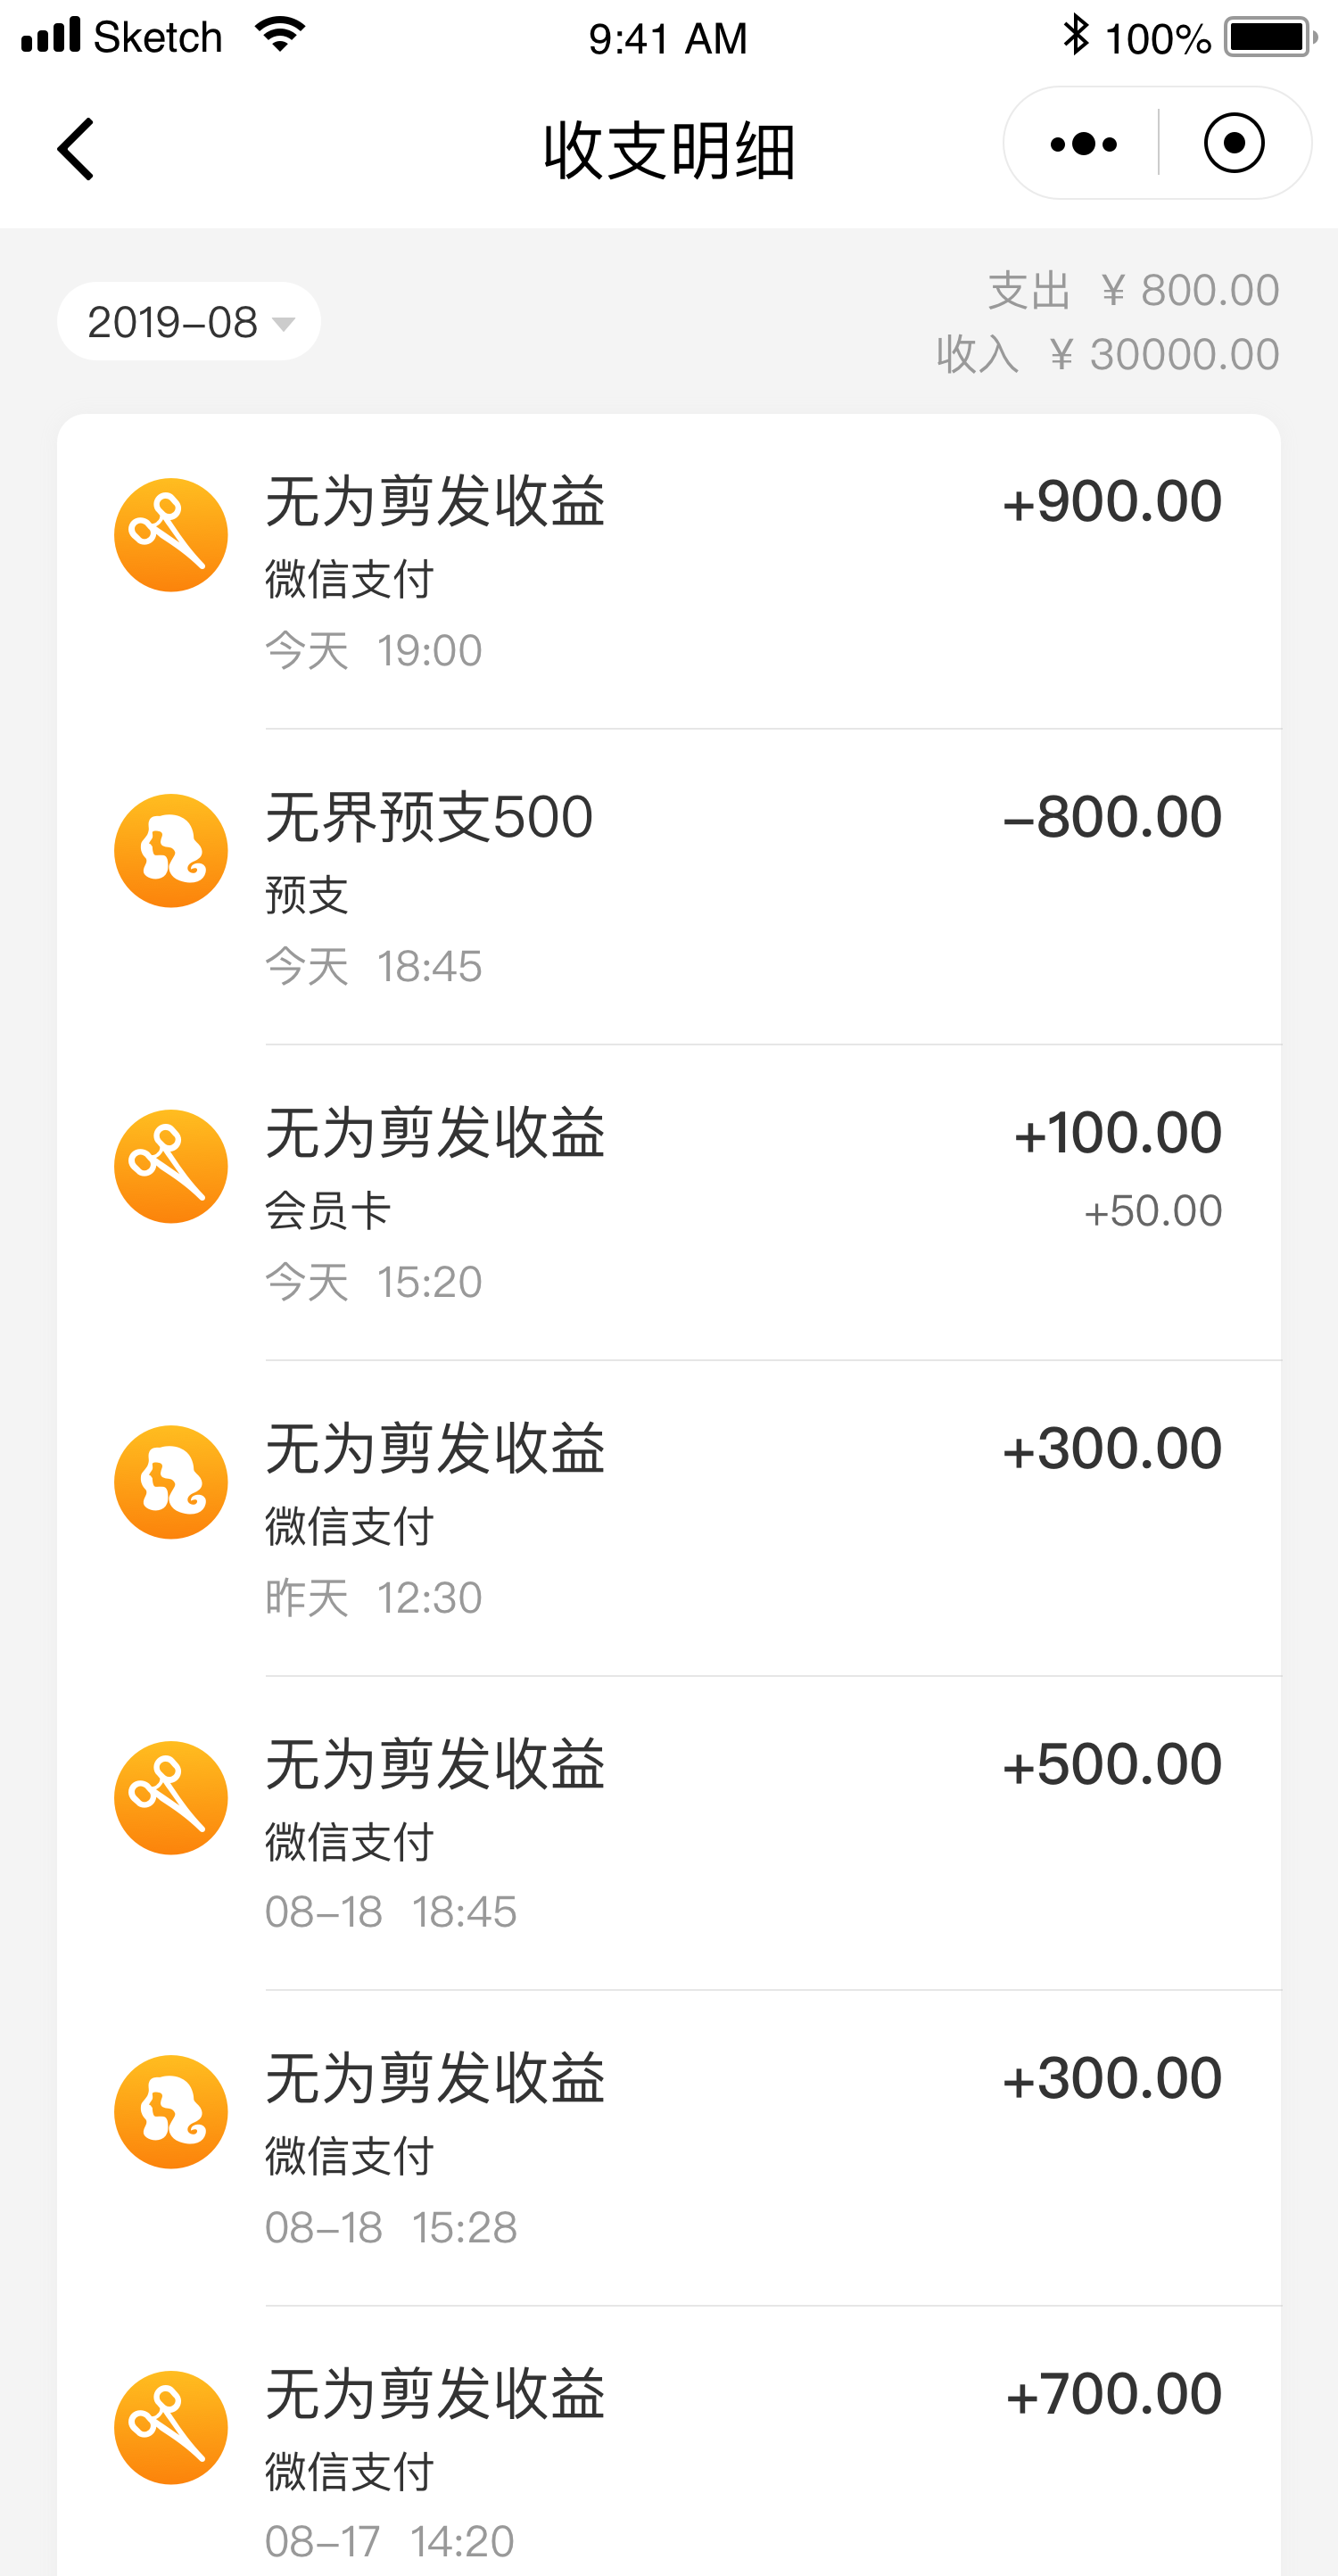 Sketch 9:41 AM 100%
收支明细
2019-08
支出 ¥ 800.00
收入 ¥ 30000.00
无为剪发收益 +900.00
微信支付
今天 19:00
无界预支500 -800.00
预支
今天 18:45
无为剪发收益 +100.00
会员卡 +50.00
今天 15:20
无为剪发收益 +300.00
微信支付
昨天 12:30
无为剪发收益 +500.00
微信支付
08-18 18:45
无为剪发收益 +300.00
微信支付
08-18 15:28
无为剪发收益 +700.00
微信支付
08-17 14:20